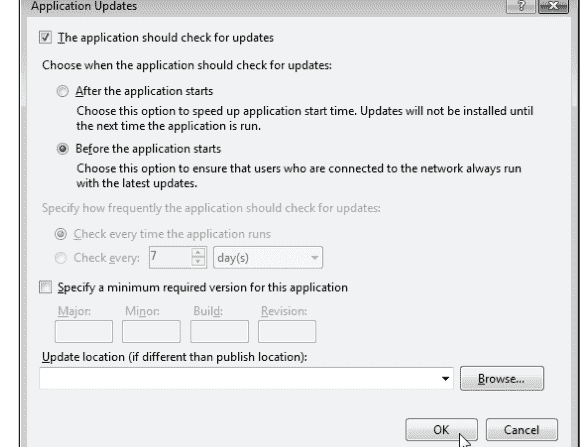 Application Updates
The application should check for updates
Choose when the application should check for updates:
After the application starts
Choose this option to speed up application start time. Updates will not be installed until
the next time the application is run.
Before the application starts
Choose this option to ensure that users who are connected to the network always run
with the latest updates.
Specify how frequently the application should check for updates:
Check every time the application runs
Check every: 7 day(s)
Specify a minimum required version for this application
Major: Minor: Build: Revision:
Update location (if different than publish location):
Browse...
OK Cancel